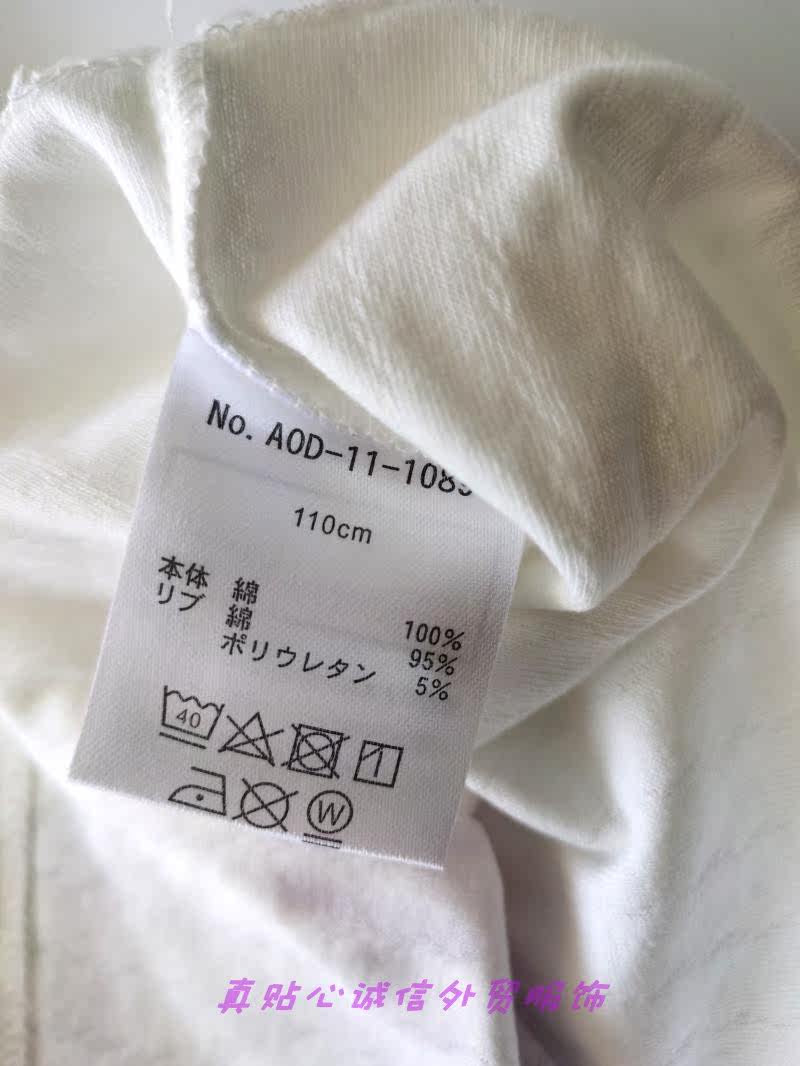 No. AOD-11-1089
110cm
本体 綿 100%
リブ 綿 95%
ポリウレタン 5%
40
W
真贴心诚信外贸服饰